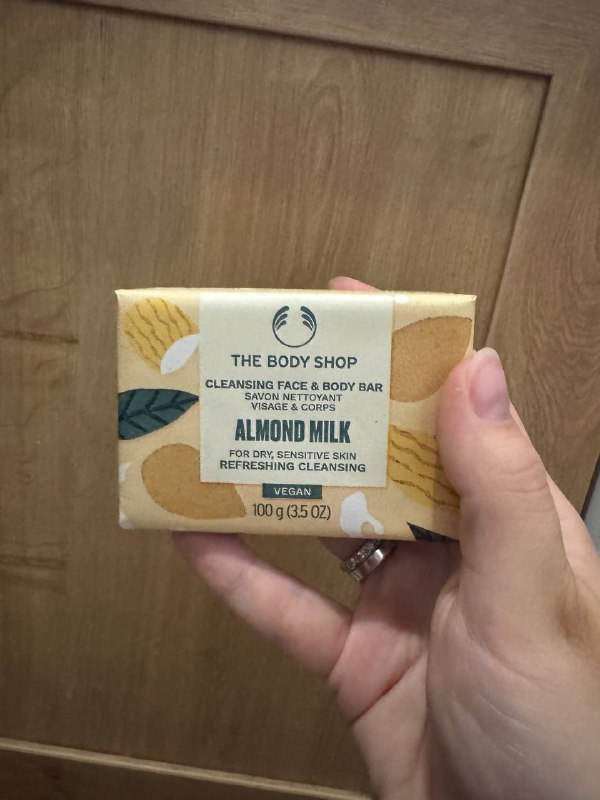 THE BODY SHOP
CLEANSING FACE & BODY BAR
SAVON NETTOYANT
VISAGE & CORPS
ALMOND MILK
FOR DRY, SENSITIVE SKIN
REFRESHING CLEANSING
VEGAN
100 g (3.5 OZ)